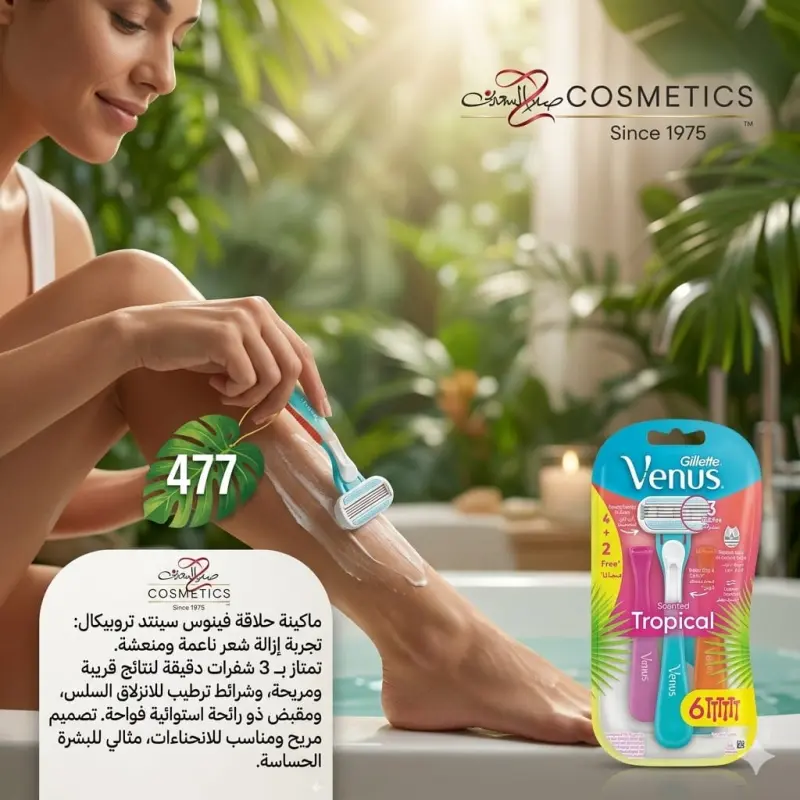 COSMETICS
Since 1975
477
COSMETICS
Since 1975
ماكينة حلاقة فينوس سينتد تروبيكال:
تجربة إزالة شعر ناعمة ومنعشة.
تمتاز بـ 3 شفرات دقيقة لنتائج قريبة
ومريحة، وشرائط ترطيب للانزلاق السلس،
ومقبض ذو رائحة استوائية فواحة. تصميم
مريح ومناسب للانحناءات، مثالي للبشرة
الحساسة.
Gillette
Venus
3
4
+
2
Free*
Scented
Tropical
Venus
Venus
6